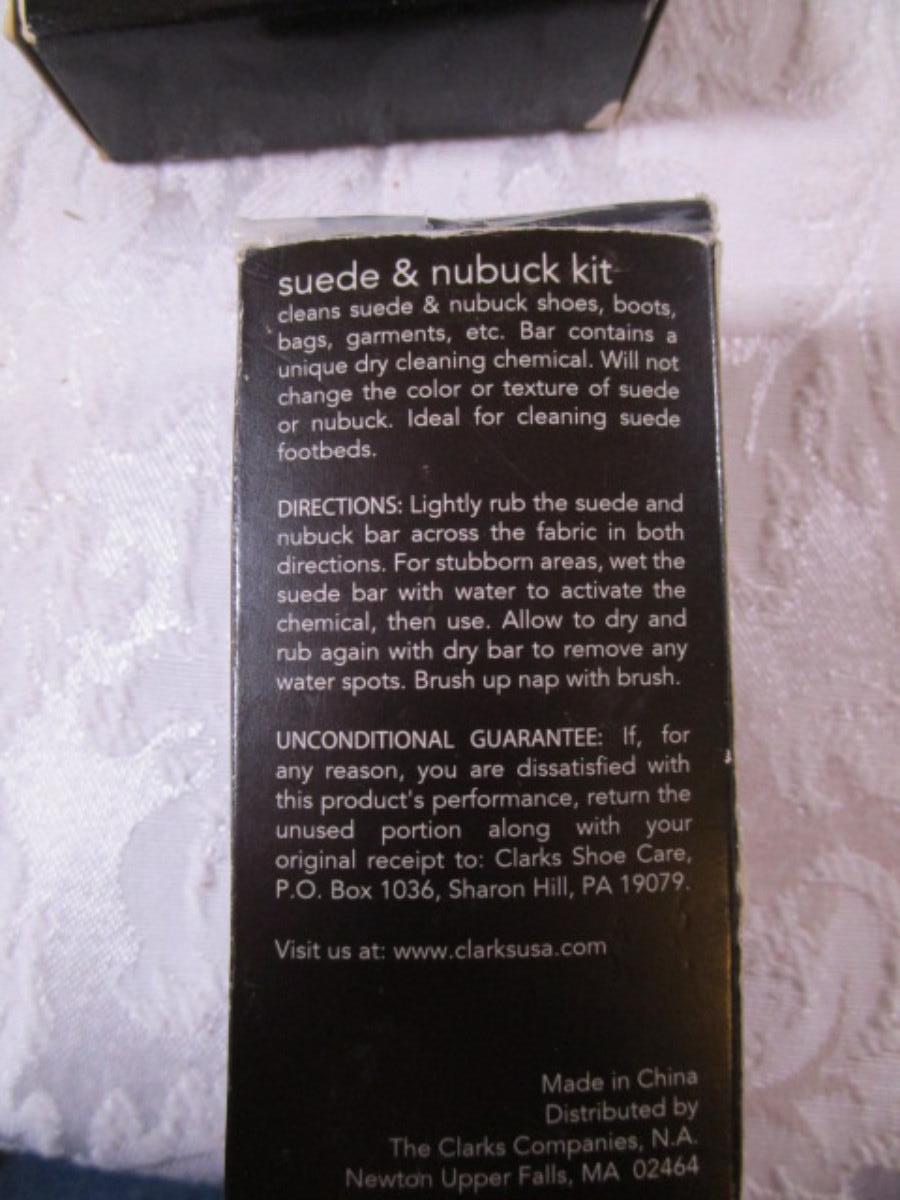 suede & nubuck kit
cleans suede & nubuck shoes, boots,
bags, garments, etc. Bar contains a
unique dry cleaning chemical. Will not
change the color or texture of suede
or nubuck. Ideal for cleaning suede
footbeds.
DIRECTIONS: Lightly rub the suede and
nubuck bar across the fabric in both
directions. For stubborn areas, wet the
suede bar with water to activate the
chemical, then use. Allow to dry and
rub again with dry bar to remove any
water spots. Brush up nap with brush.
UNCONDITIONAL GUARANTEE: If, for
any reason, you are dissatisfied with
this product's performance, return the
unused portion along with your
original receipt to: Clarks Shoe Care,
P.O. Box 1036, Sharon Hill, PA 19079.
Visit us at: www.clarksusa.com
Made in China
Distributed by
The Clarks Companies, N.A.
Newton Upper Falls, MA 02464